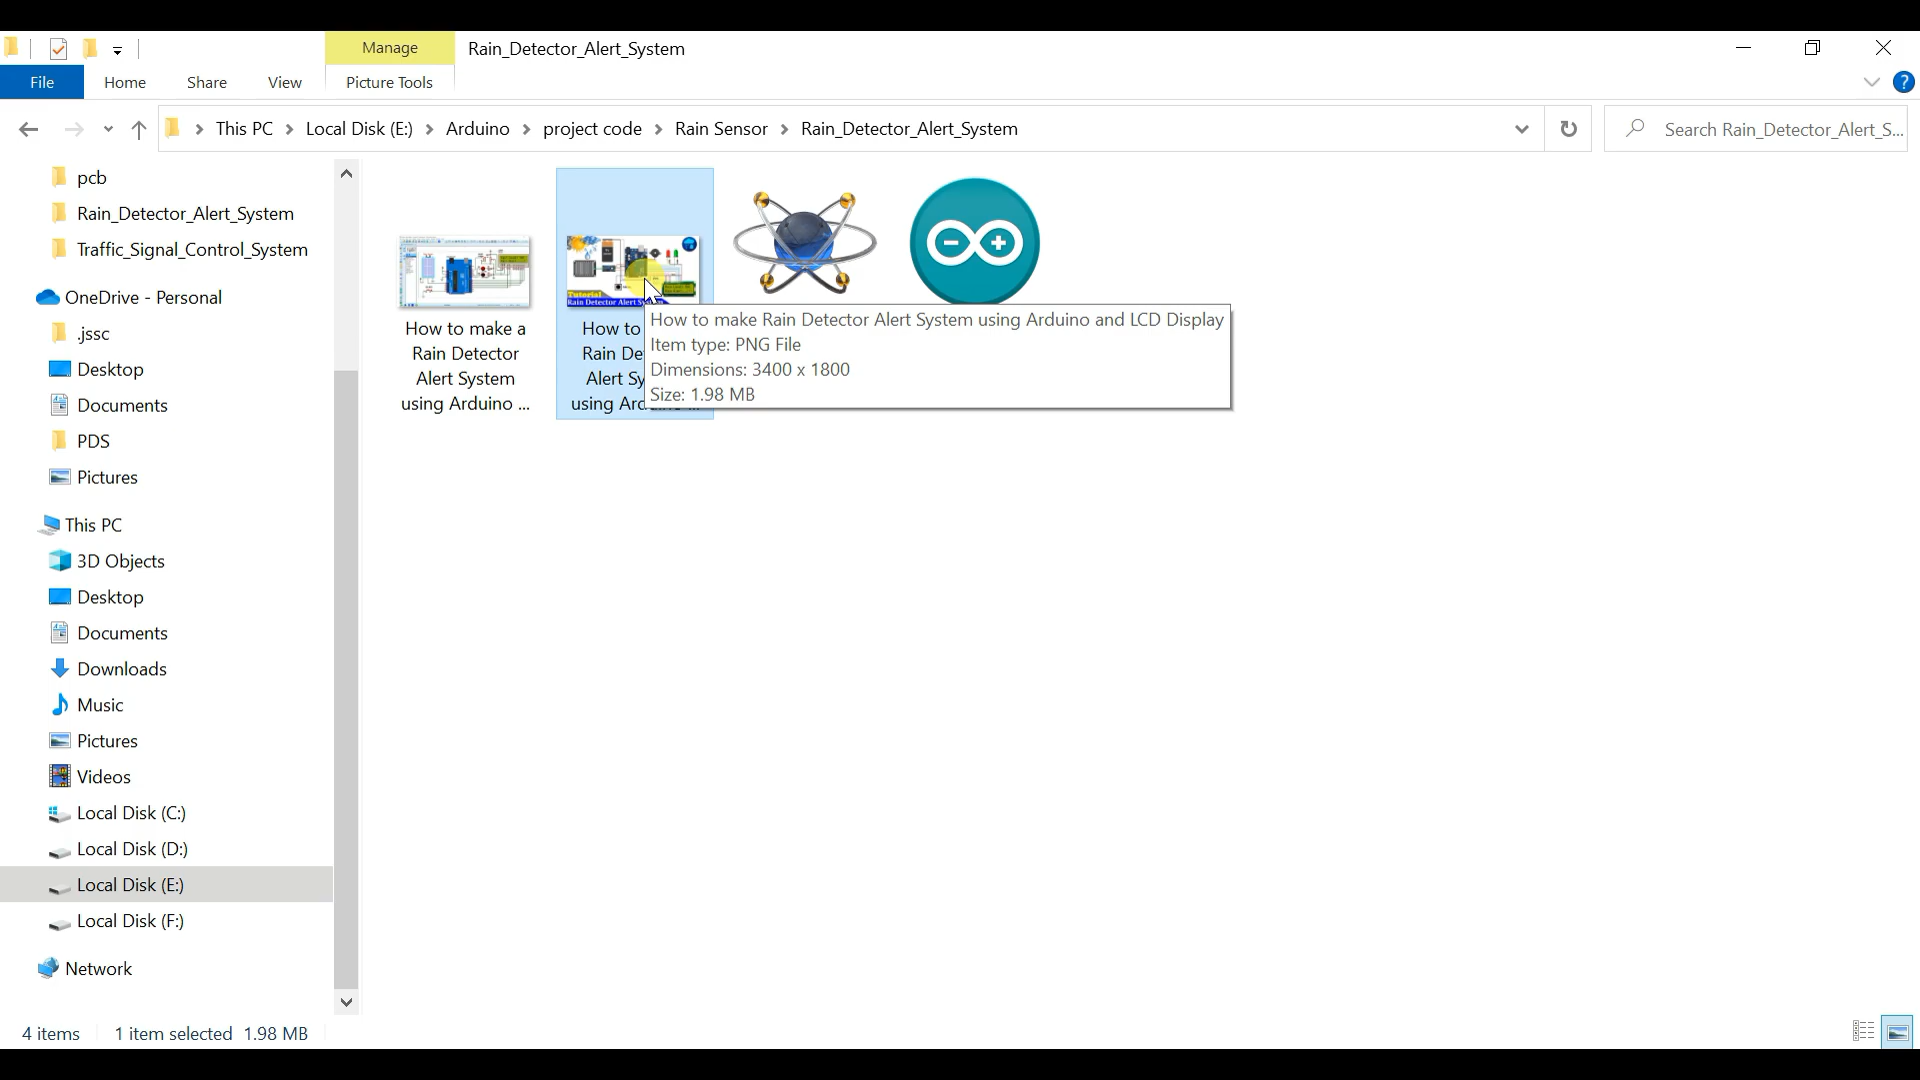 Manage
Rain_Detector_Alert_System
File
Home
Share
View
Picture Tools
This PC
Local Disk (E:)
Arduino
project code
Rain Sensor
Rain_Detector_Alert_System
Search Rain_Detector_Alert_S...
pcb
Rain_Detector_Alert_System
Traffic_Signal_Control_System
OneDrive - Personal
.jssc
Desktop
Documents
PDS
Pictures
This PC
3D Objects
Desktop
Documents
Downloads
Music
Pictures
Videos
Local Disk (C:)
Local Disk (D:)
Local Disk (E:)
Local Disk (F:)
Network
How to make a
Rain Detector
Alert System
using Arduino ...
Tutorial
Rain Detector Alert
How to
Rain De
Alert Sy
using Ar
How to make Rain Detector Alert System using Arduino and LCD Display
Item type: PNG File
Dimensions: 3400 x 1800
Size: 1.98 MB
4 items
1 item selected 1.98 MB